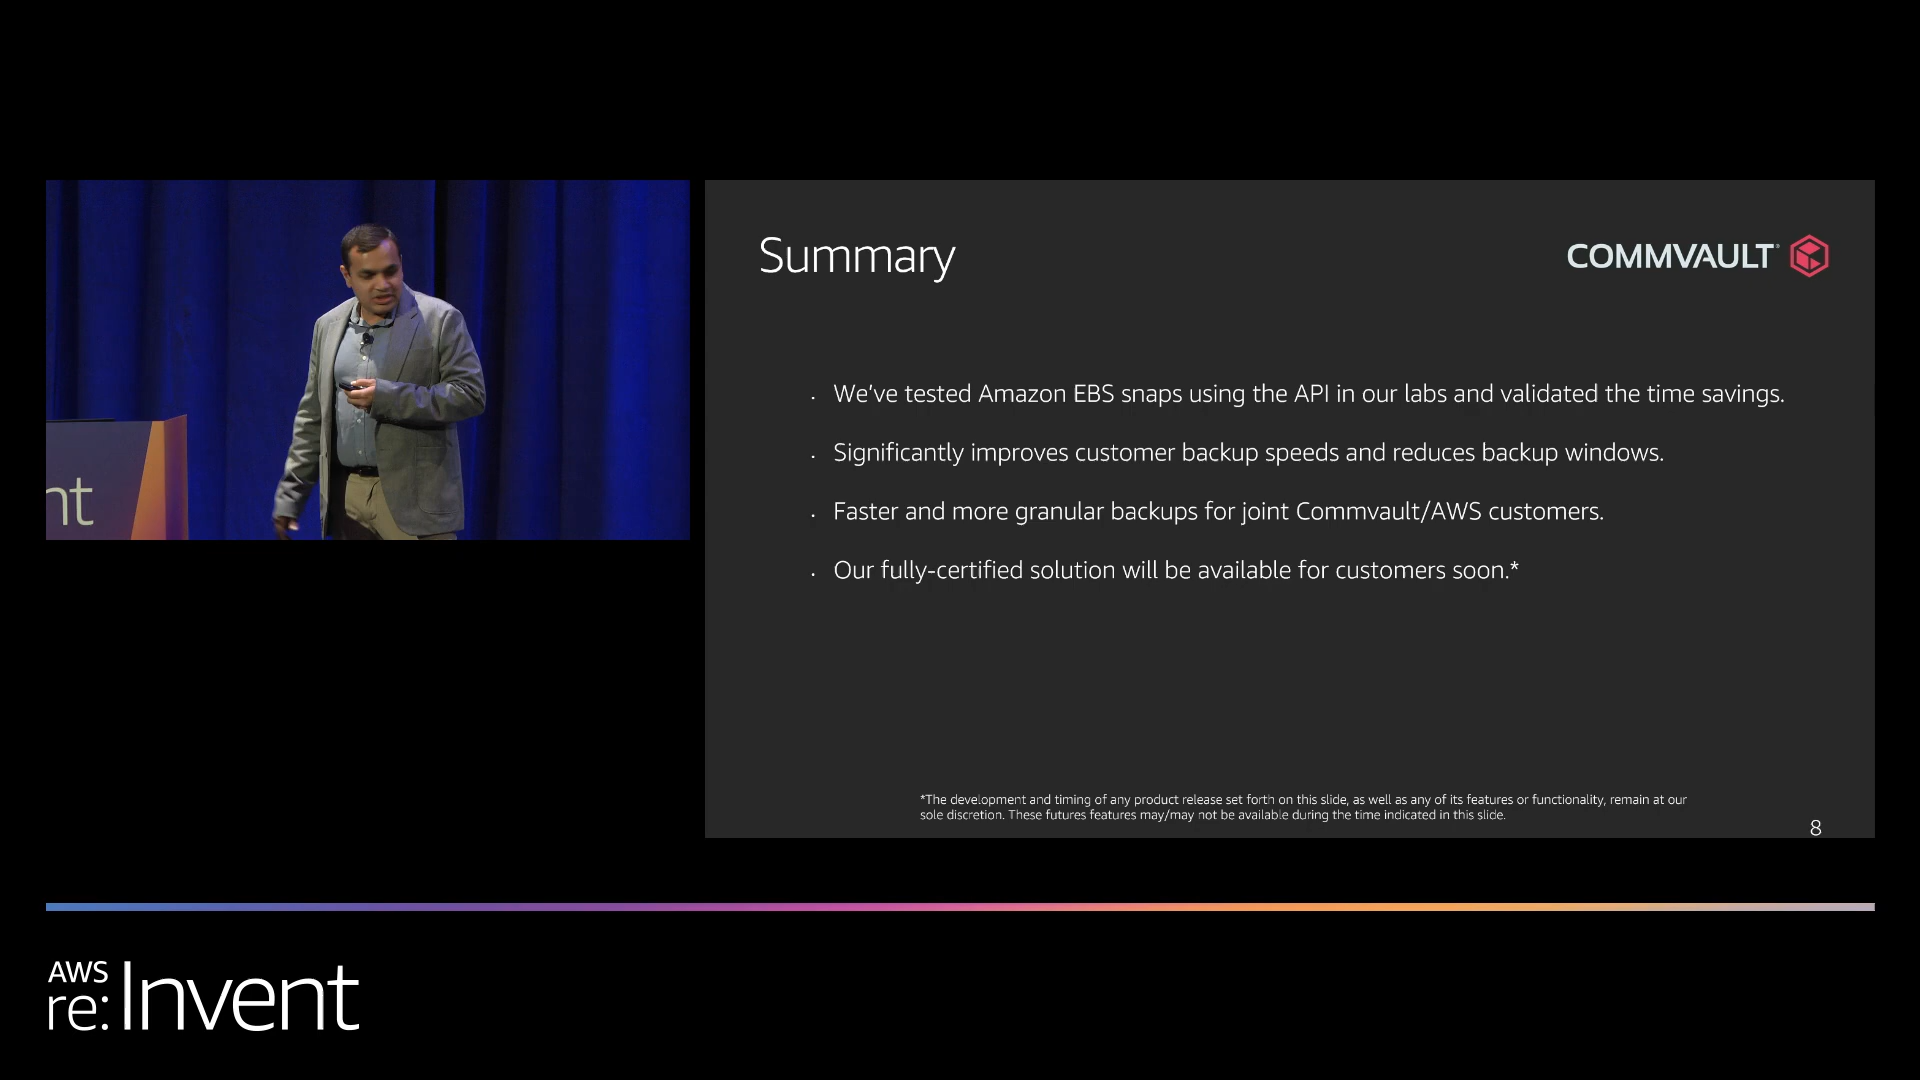 Summary
COMMVAULT
We've tested Amazon EBS snaps using the API in our labs and validated the time savings.
Significantly improves customer backup speeds and reduces backup windows.
Faster and more granular backups for joint Commvault/AWS customers.
Our fully-certified solution will be available for customers soon.*
*The development and timing of any product release set forth on this slide, as well as any of its features or functionality, remain at our
sole discretion. These futures features may/may not be available during the time indicated in this slide.
8
nt
AWS
re:Invent